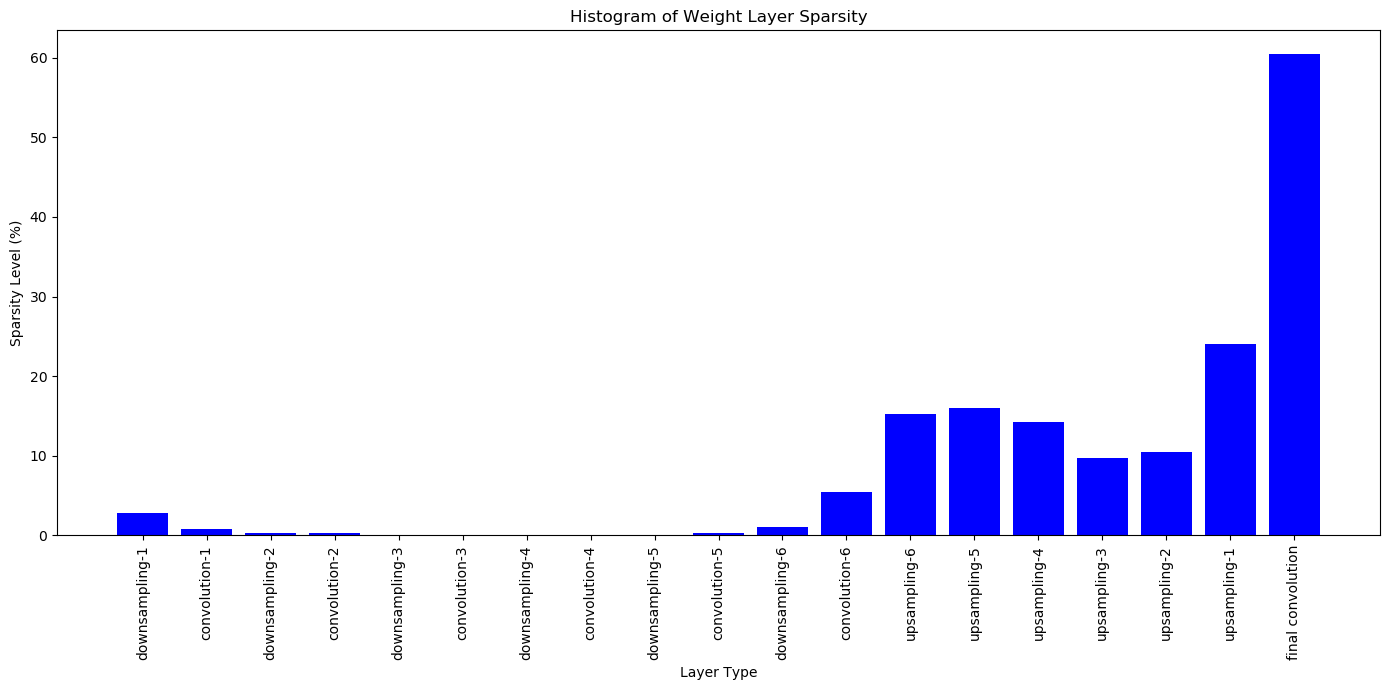 Histogram of Weight Layer Sparsity
Sparsity Level (%)
60
50
40
30
20
10
0
downsampling-1
convolution-1
downsampling-2
convolution-2
downsampling-3
convolution-3
downsampling-4
convolution-4
downsampling-5
convolution-5
downsampling-6
convolution-6
upsampling-6
upsampling-5
upsampling-4
upsampling-3
upsampling-2
upsampling-1
final convolution
Layer Type